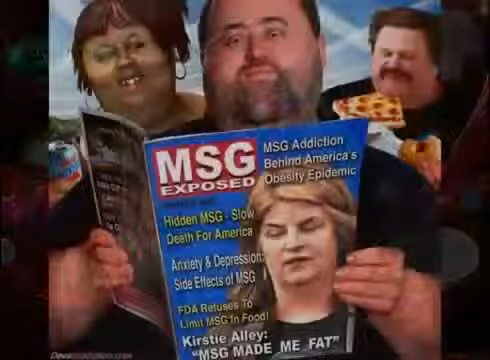 MSG
EXPOSED
MSG Addiction
Behind America's
Obesity Epidemic
Hidden MSG - Slow
Death For America
Anxiety & Depression:
Side Effects of MSG
FDA Refuses To
Limit MSG In Food!
Kirstie Alley:
"MSG MADE ME FAT"